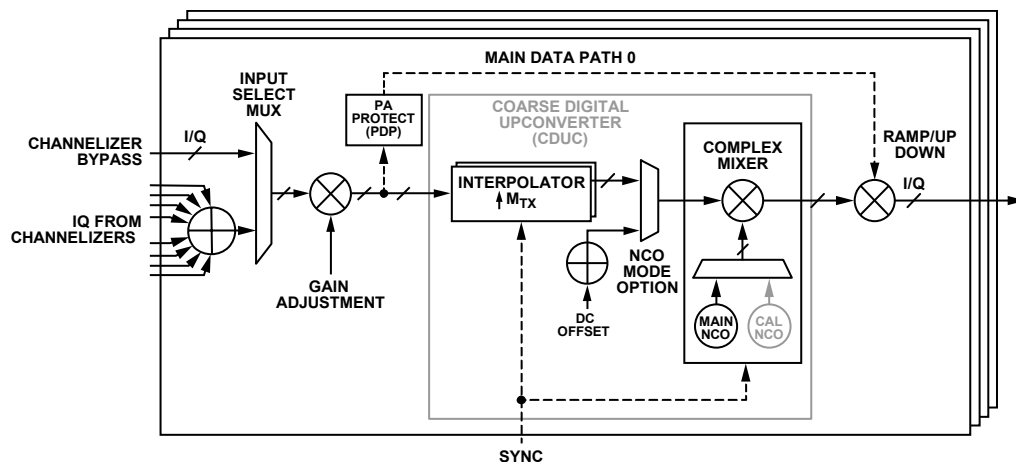 MAIN DATA PATH 0
INPUT
SELECT
MUX
PA
PROTECT
(PDP)
COARSE DIGITAL
UPCONVERTER
(CDUC)
COMPLEX
MIXER
RAMP/UP
DOWN
CHANNELIZER
BYPASS
I/Q
I/Q
INTERPOLATOR
MTX
IQ FROM
CHANNELIZERS
GAIN
ADJUSTMENT
NCO
MODE
OPTION
DC
OFFSET
MAIN
NCO
CAL
NCO
SYNC